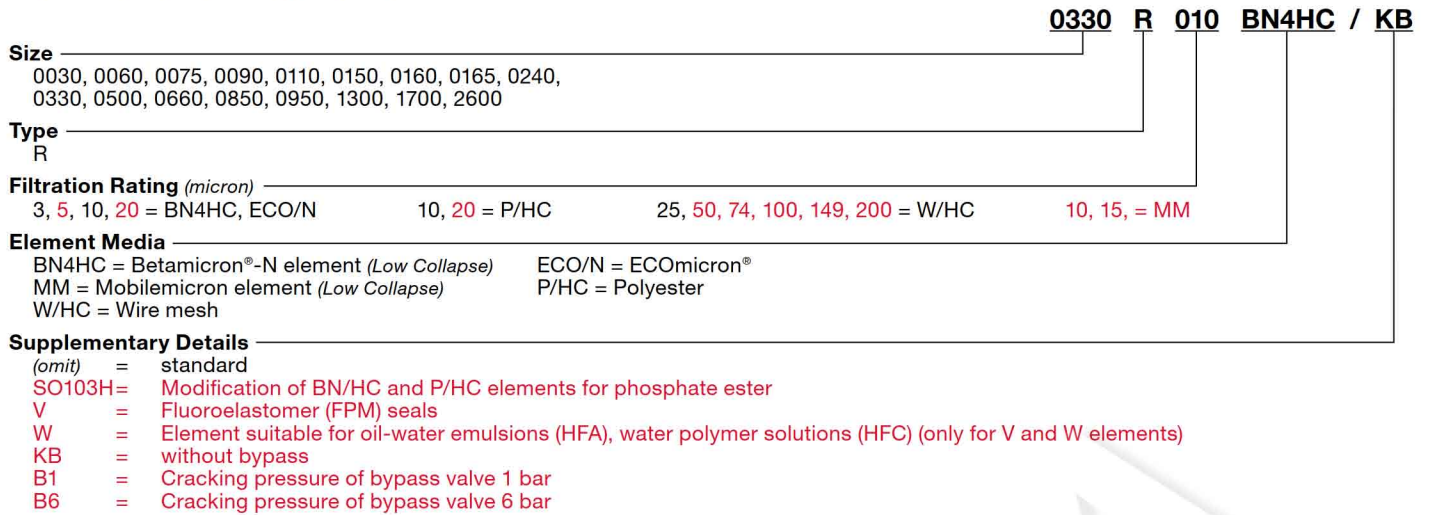 0330 R 010 BN4HC / KB
Size
0030, 0060, 0075, 0090, 0110, 0150, 0160, 0165, 0240,
0330, 0500, 0660, 0850, 0950, 1300, 1700, 2600
Type
R
Filtration Rating (micron)
3, 5, 10, 20 = BN4HC, ECO/N 10, 20 = P/HC 25, 50, 74, 100, 149, 200 = W/HC 10, 15, = MM
Element Media
BN4HC = Betamicron®-N element (Low Collapse) ECO/N = ECOmicron®
MM = Mobilemicron element (Low Collapse) P/HC = Polyester
W/HC = Wire mesh
Supplementary Details
(omit) = standard
SO103H= Modification of BN/HC and P/HC elements for phosphate ester
V = Fluoroelastomer (FPM) seals
W = Element suitable for oil-water emulsions (HFA), water polymer solutions (HFC) (only for V and W elements)
KB = without bypass
B1 = Cracking pressure of bypass valve 1 bar
B6 = Cracking pressure of bypass valve 6 bar